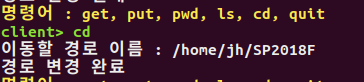 명령어 : get, put, pwd, ls, cd, quit
client> cd
이동할 경로 이름 : /home/jh/SP2018F
경로 변경 완료